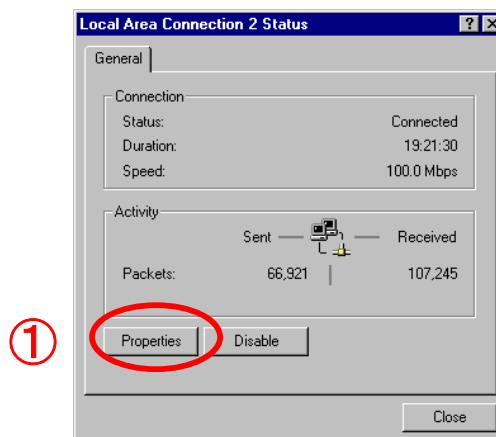 Local Area Connection 2 Status
General
Connection
Status: Connected
Duration: 19:21:30
Speed: 100.0 Mbps
Activity
Sent Received
Packets: 66,921 107,245
① Properties Disable
Close